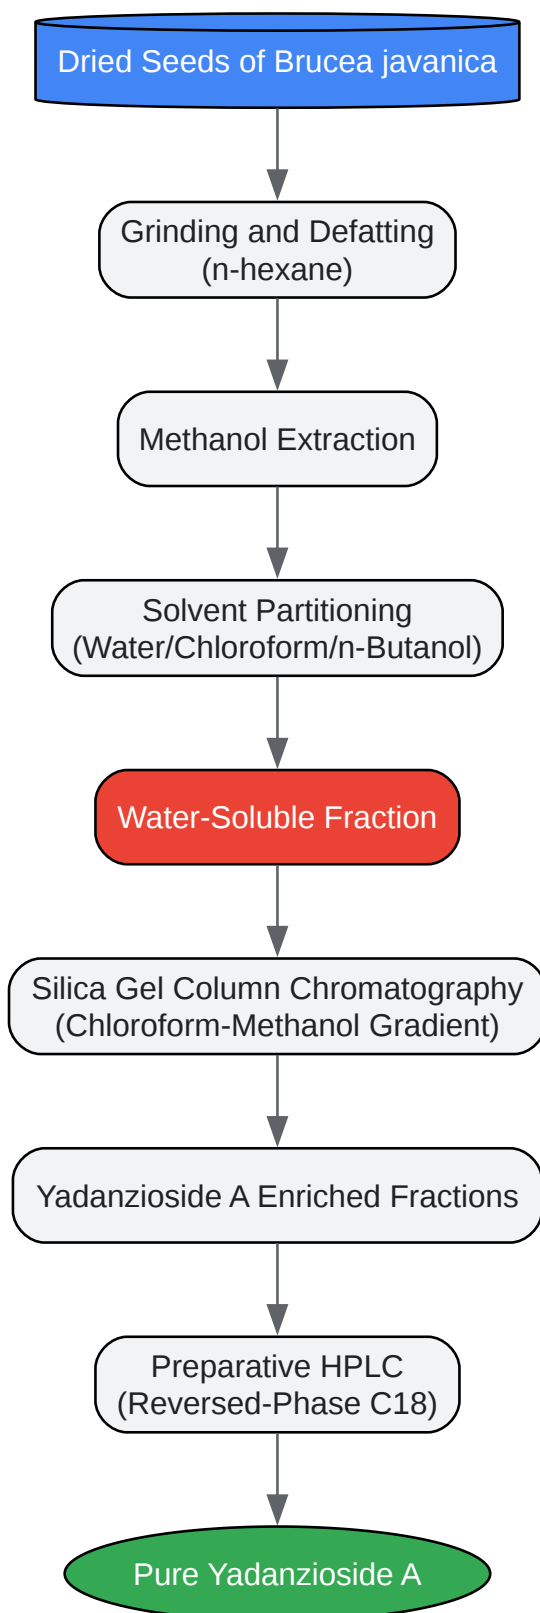 Dried Seeds of Brucea javanica
Grinding and Defatting
(n-hexane)
Methanol Extraction
Solvent Partitioning
(Water/Chloroform/n-Butanol)
Water-Soluble Fraction
Silica Gel Column Chromatography
(Chloroform-Methanol Gradient)
Yadanzioside A Enriched Fractions
Preparative HPLC
(Reversed-Phase C18)
Pure Yadanzioside A